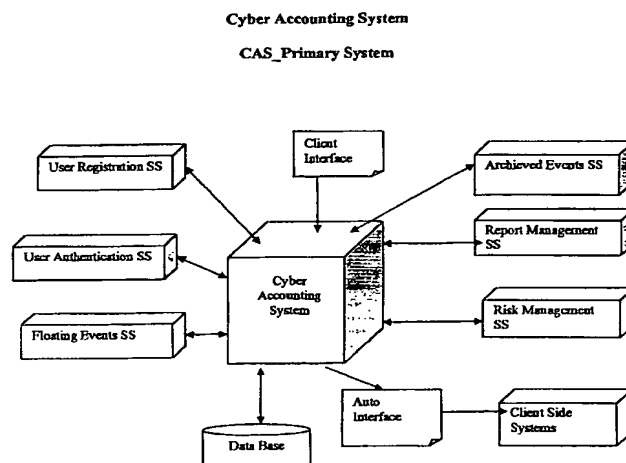 Cyber Accounting System
CAS_Primary System
Client
Interface
User Registration SS
Archieved Events SS
Report Management
SS
User Authentication SS
Cyber
Accounting
System
Risk Management
SS
Floating Events SS
Auto
Interface
Client Side
Systems
Data Base